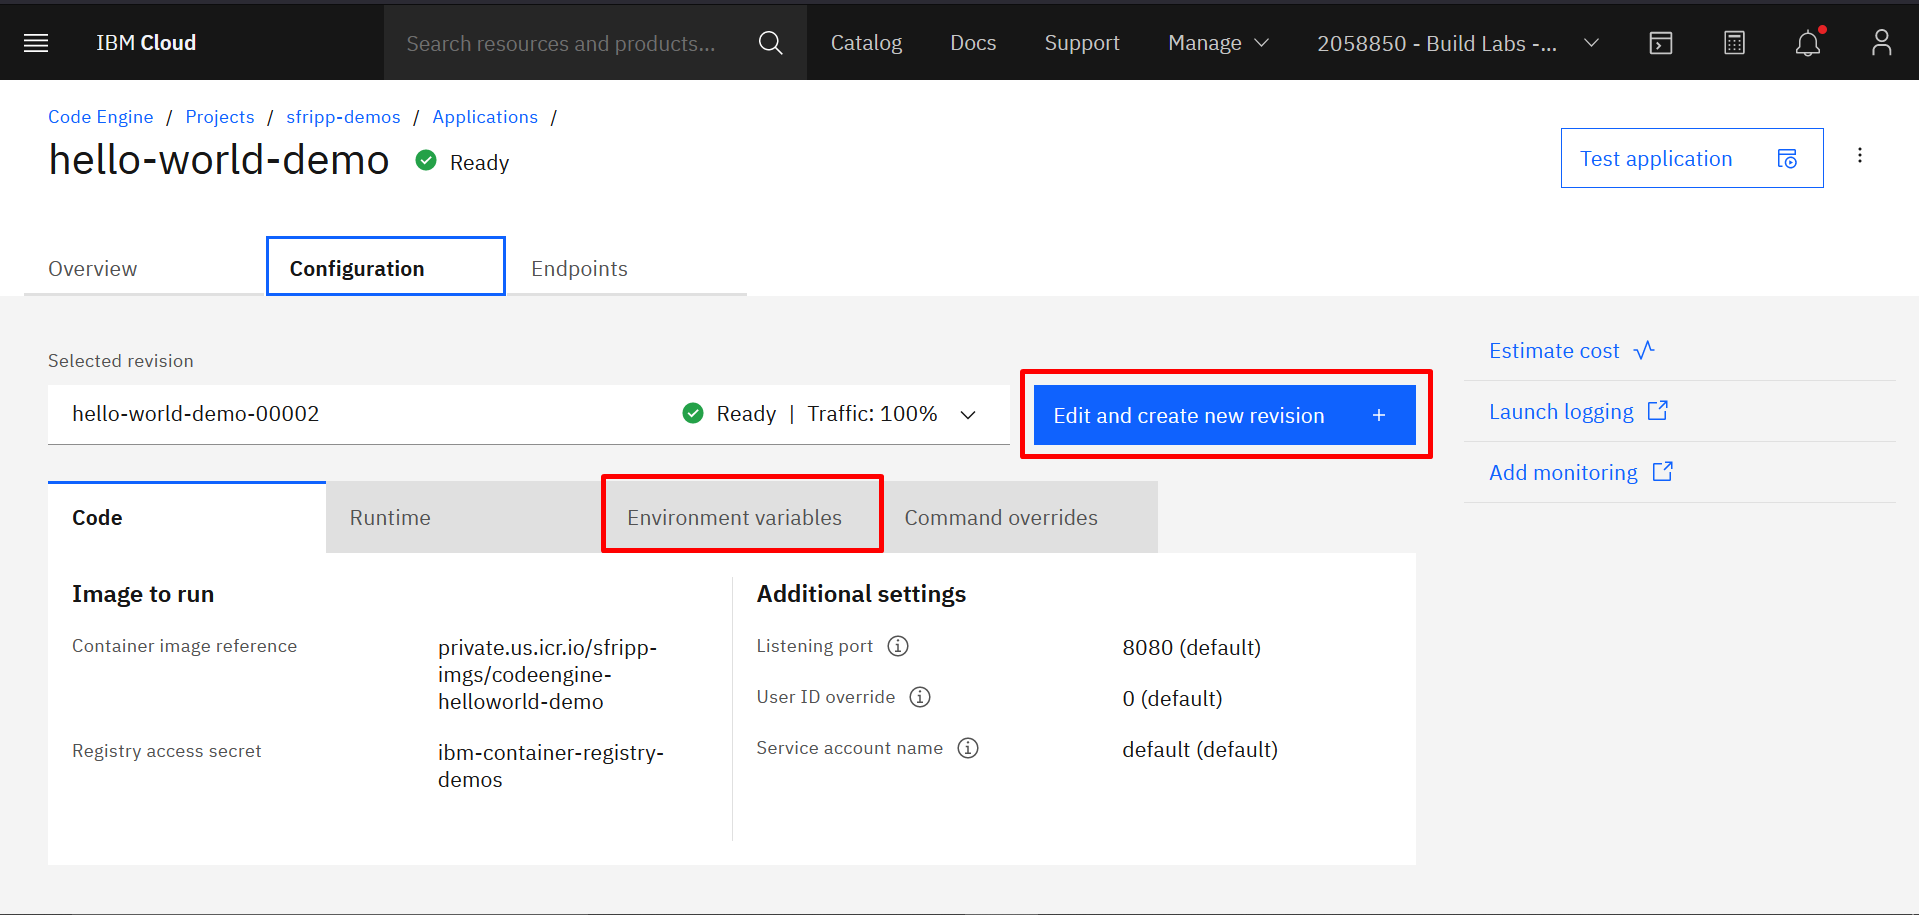 IBM Cloud
Search resources and products...
Catalog
Docs
Support
Manage
2058850 - Build Labs -...
Code Engine / Projects / sfripp-demos / Applications /
hello-world-demo
Ready
Test application
Overview
Configuration
Endpoints
Selected revision
hello-world-demo-00002
Ready | Traffic: 100%
Edit and create new revision +
Estimate cost
Launch logging
Add monitoring
Code
Runtime
Environment variables
Command overrides
Image to run
Container image reference
private.us.icr.io/sfripp-
imgs/codeengine-
helloworld-demo
Registry access secret
ibm-container-registry-
demos
Additional settings
Listening port
8080 (default)
User ID override
0 (default)
Service account name
default (default)